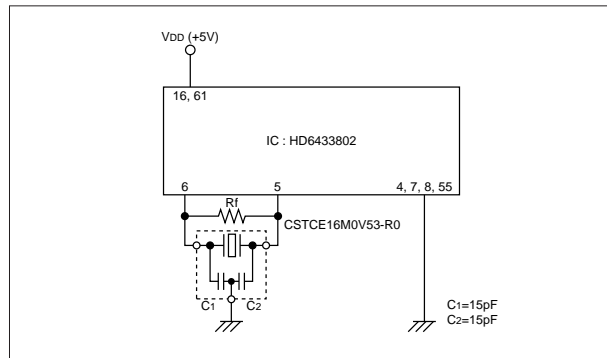 VDD (+5V)
16, 61
IC : HD6433802
6
5
4, 7, 8, 55
Rf
CSTCE16M0V53-R0
C1
C2
C1=15pF
C2=15pF